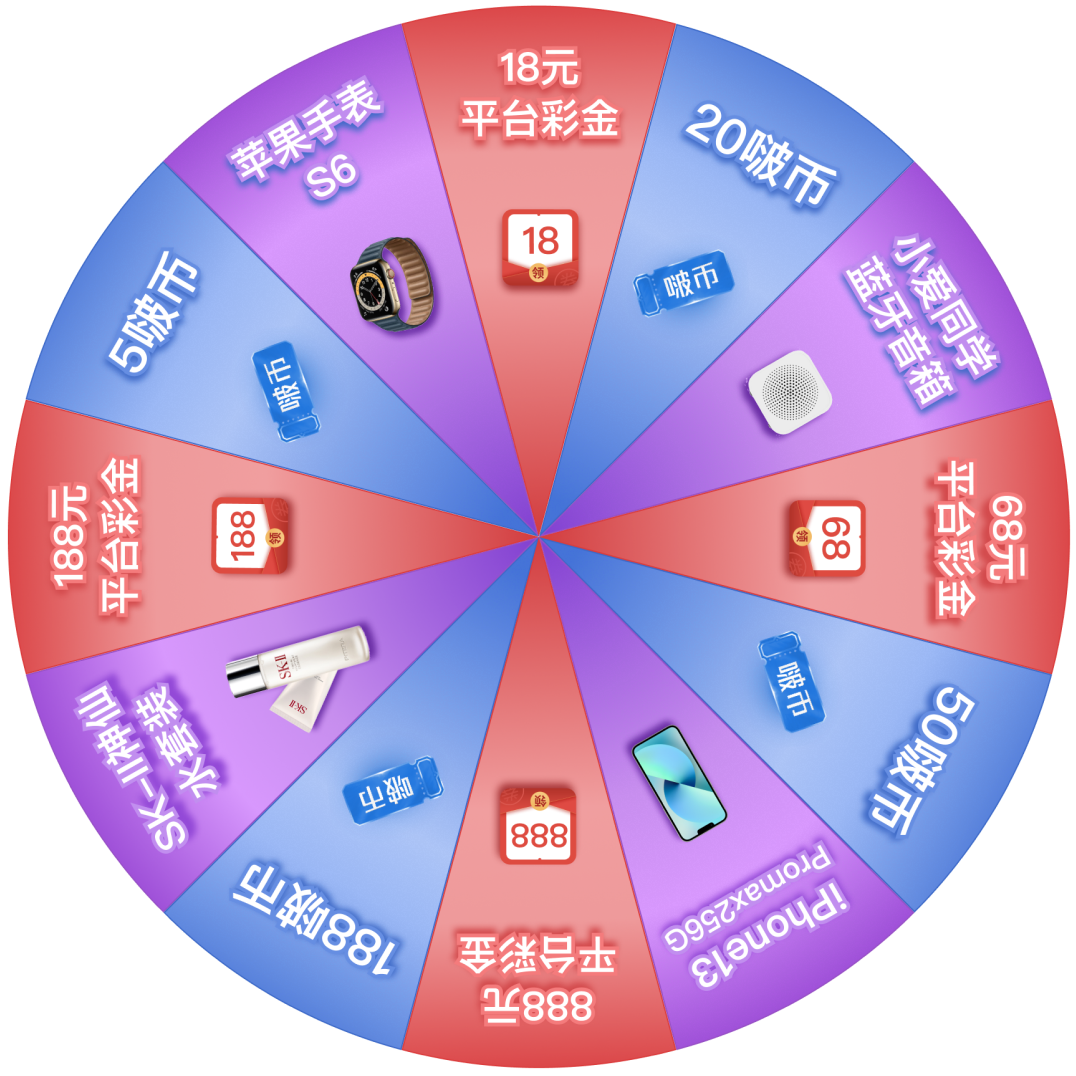 18元
平台彩金
18
领
20啵币
啵币
小爱同学
蓝牙音箱
68元
平台彩金
68
领
50啵币
啵币
iPhone13
Promax256G
888元
平台彩金
888
领
188啵币
啵币
SK-II神仙
水套装
SK-II
SK-II
188元
平台彩金
188
领
5啵币
啵币
苹果手表
S6